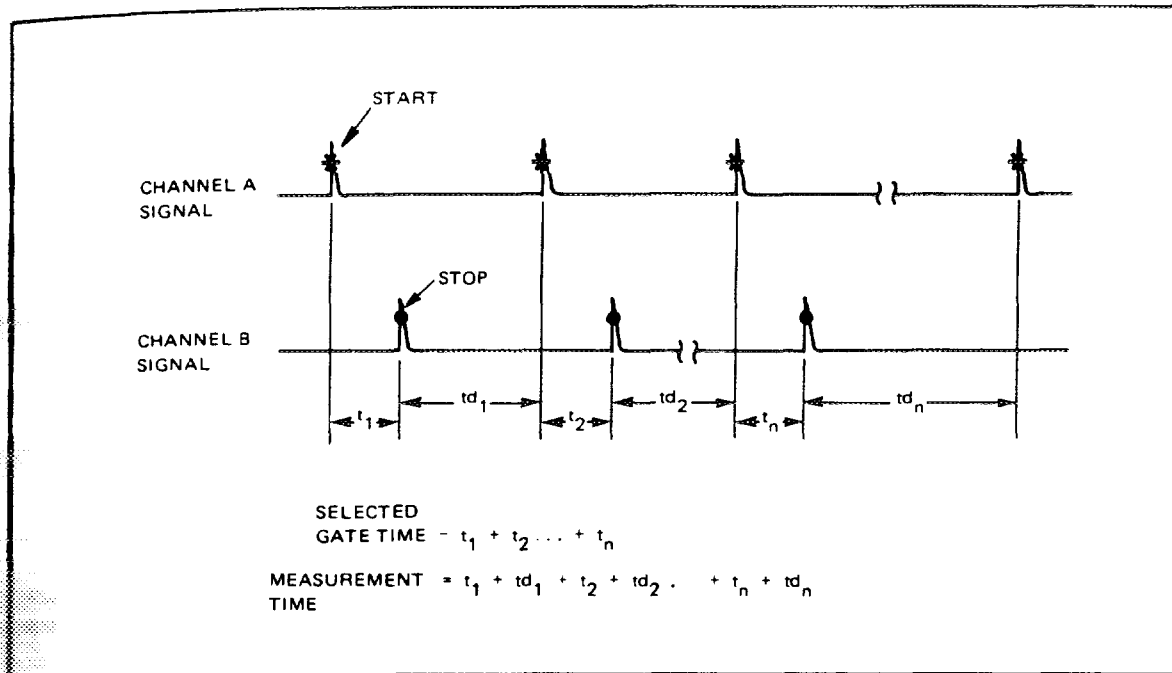 START
CHANNEL A
SIGNAL
STOP
CHANNEL B
SIGNAL
t₁ td₁ t₂ td₂ tₙ tdₙ
SELECTED
GATE TIME - t₁ + t₂ ... + tₙ
MEASUREMENT = t₁ + td₁ + t₂ + td₂ . + tₙ + tdₙ
TIME